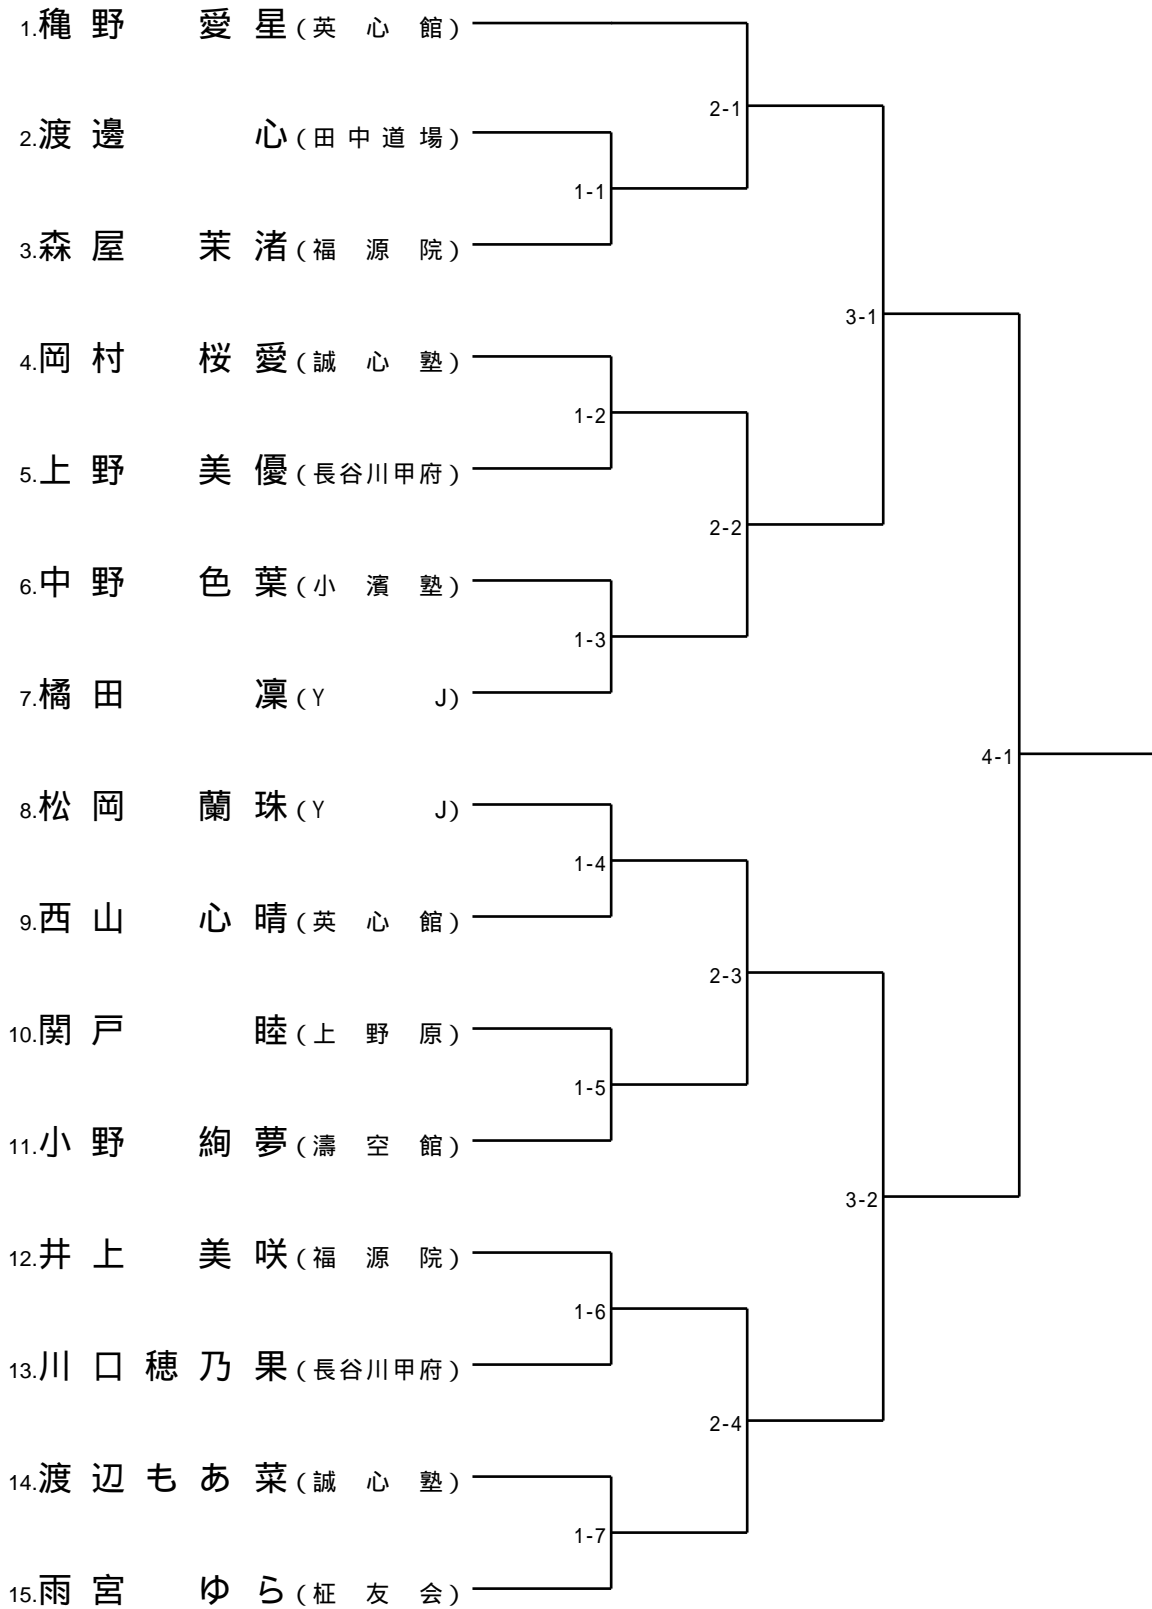 1.穐野 愛星(英心館)
2-1
2.渡邊 心(田中道場)
1-1
3.森屋 茉渚(福源院)
3-1
4.岡村 桜愛(誠心塾)
1-2
5.上野 美優(長谷川甲府)
2-2
6.中野 色葉(小濱塾)
1-3
7.橘田 凜(Y J)
4-1
8.松岡 蘭珠(Y J)
1-4
9.西山 心晴(英心館)
2-3
10.関戸 睦(上野原)
1-5
11.小野 絢夢(濤空館)
3-2
12.井上 美咲(福源院)
1-6
13.川口穂乃果(長谷川甲府)
2-4
14.渡辺もあ菜(誠心塾)
1-7
15.雨宮 ゆら(柾友会)